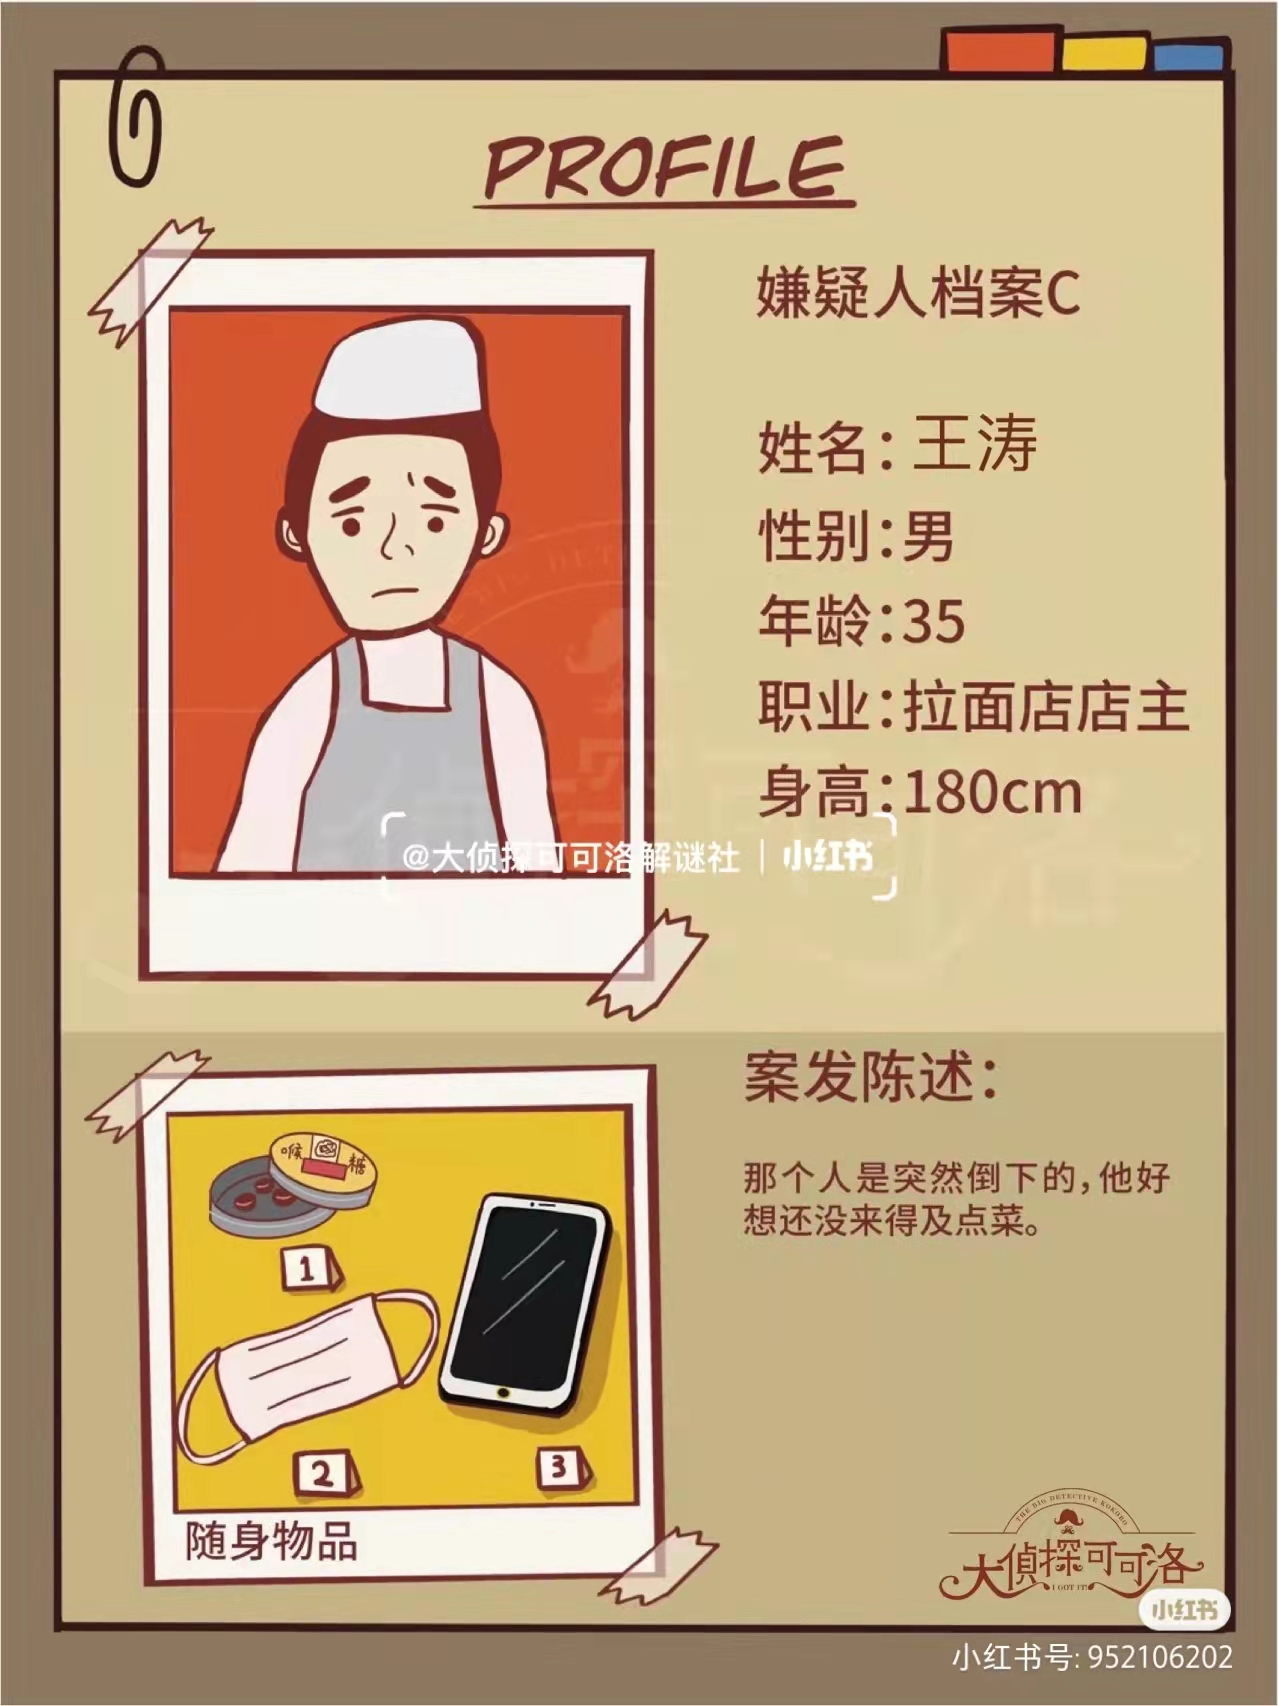 PROFILE
嫌疑人档案C
姓名：王涛
性别：男
年龄：35
职业：拉面店店主
身高：180cm
@大侦探可可洛解谜社 | 小红书
案发陈述：
那个人是突然倒下的，他好
想还没来得及点菜。
喉 糖
1
2
3
随身物品
THE BIG DETECTIVE KOKORO
大侦探可可洛
I GOT IT!
小红书
小红书号: 952106202